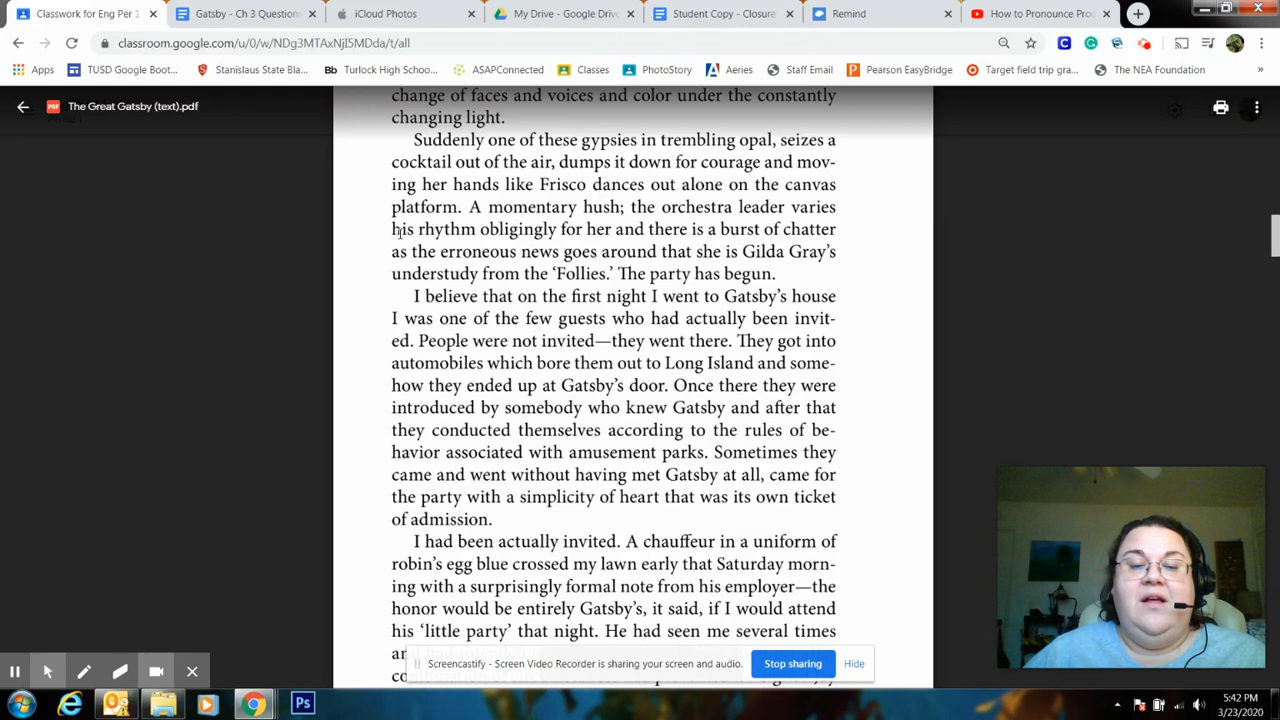 Classwork for Eng Per 1
Gatsby - Ch 3 Question
iCloud Photos
My Drive - Google Drive
Student Copy - Closure
Remind
How to Pronounce Proc
classroom.google.com/u/0/w/NDg3MTAxNjI5MDda/t/all
Apps
TUSD Google Boot...
Stanislaus State Bla...
Bb Turlock High Schoo...
ASAPConnected
Classes
PhotoStory
Aeries
Staff Email
Pearson EasyBridge
Target field trip gra...
The NEA Foundation
»
The Great Gatsby (text).pdf
change of faces and voices and color under the constantly
changing light.
Suddenly one of these gypsies in trembling opal, seizes a
cocktail out of the air, dumps it down for courage and mov-
ing her hands like Frisco dances out alone on the canvas
platform. A momentary hush; the orchestra leader varies
his rhythm obligingly for her and there is a burst of chatter
as the erroneous news goes around that she is Gilda Gray’s
understudy from the ‘Follies.’ The party has begun.
I believe that on the first night I went to Gatsby’s house
I was one of the few guests who had actually been invit-
ed. People were not invited—they went there. They got into
automobiles which bore them out to Long Island and some-
how they ended up at Gatsby’s door. Once there they were
introduced by somebody who knew Gatsby and after that
they conducted themselves according to the rules of be-
havior associated with amusement parks. Sometimes they
came and went without having met Gatsby at all, came for
the party with a simplicity of heart that was its own ticket
of admission.
I had been actually invited. A chauffeur in a uniform of
robin’s egg blue crossed my lawn early that Saturday morn-
ing with a surprisingly formal note from his employer—the
honor would be entirely Gatsby’s, it said, if I would attend
his ‘little party’ that night. He had seen me several times
Screencastify - Screen Video Recorder is sharing your screen and audio.
Stop sharing
Hide
Ps
5:42 PM
3/23/2020